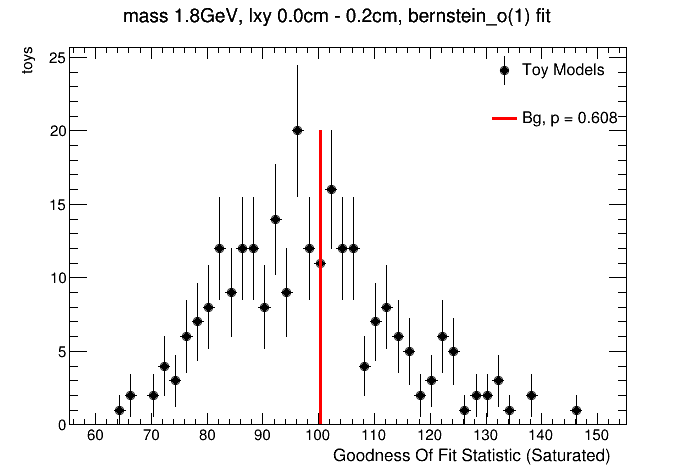 mass 1.8GeV, lxy 0.0cm - 0.2cm, bernstein_o(1) fit
toys
25
20
15
10
5
0
Toy Models
Bg, p = 0.608
60 70 80 90 100 110 120 130 140 150
Goodness Of Fit Statistic (Saturated)